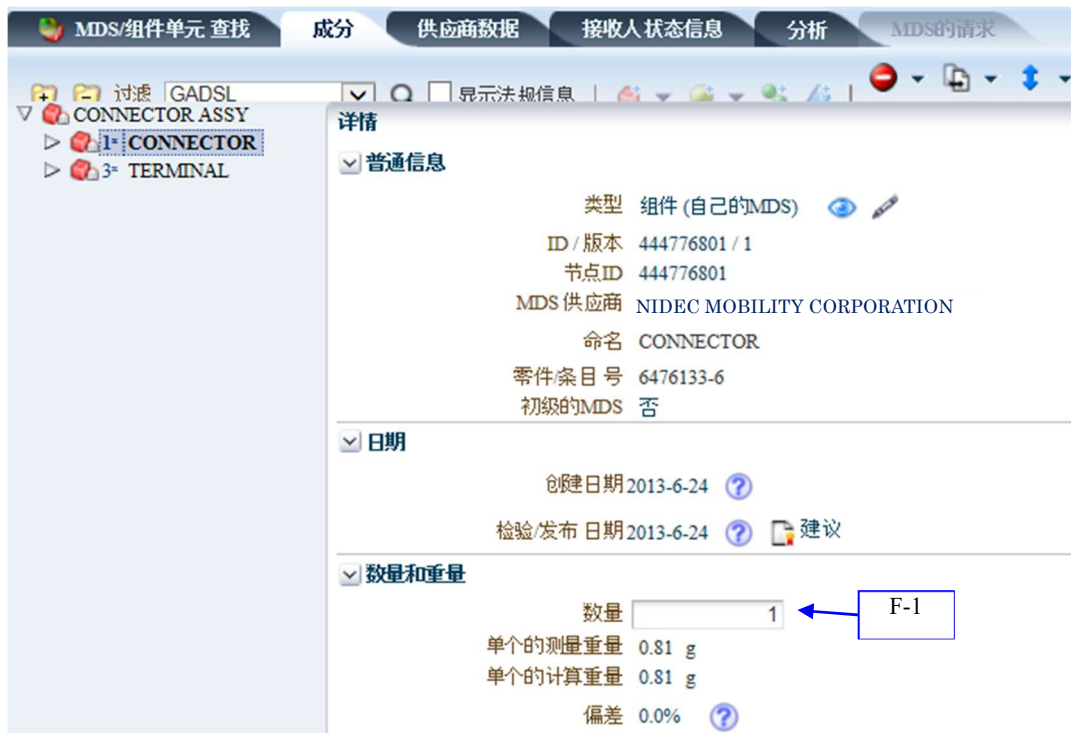 MDS/组件单元 查找 成分 供应商数据 接收人状态信息 分析 MDS的请求
过滤 GADSL 显示法规信息
CONNECTOR ASSY
1× CONNECTOR
3× TERMINAL
详情
普通信息
类型 组件 (自己的MDS)
ID / 版本 444776801 / 1
节点ID 444776801
MDS 供应商 NIDEC MOBILITY CORPORATION
命名 CONNECTOR
零件/条目 号 6476133-6
初级的MDS 否
日期
创建日期 2013-6-24
检验/发布 日期 2013-6-24 建议
数量和重量
数量 1 F-1
单个的测量重量 0.81 g
单个的计算重量 0.81 g
偏差 0.0%